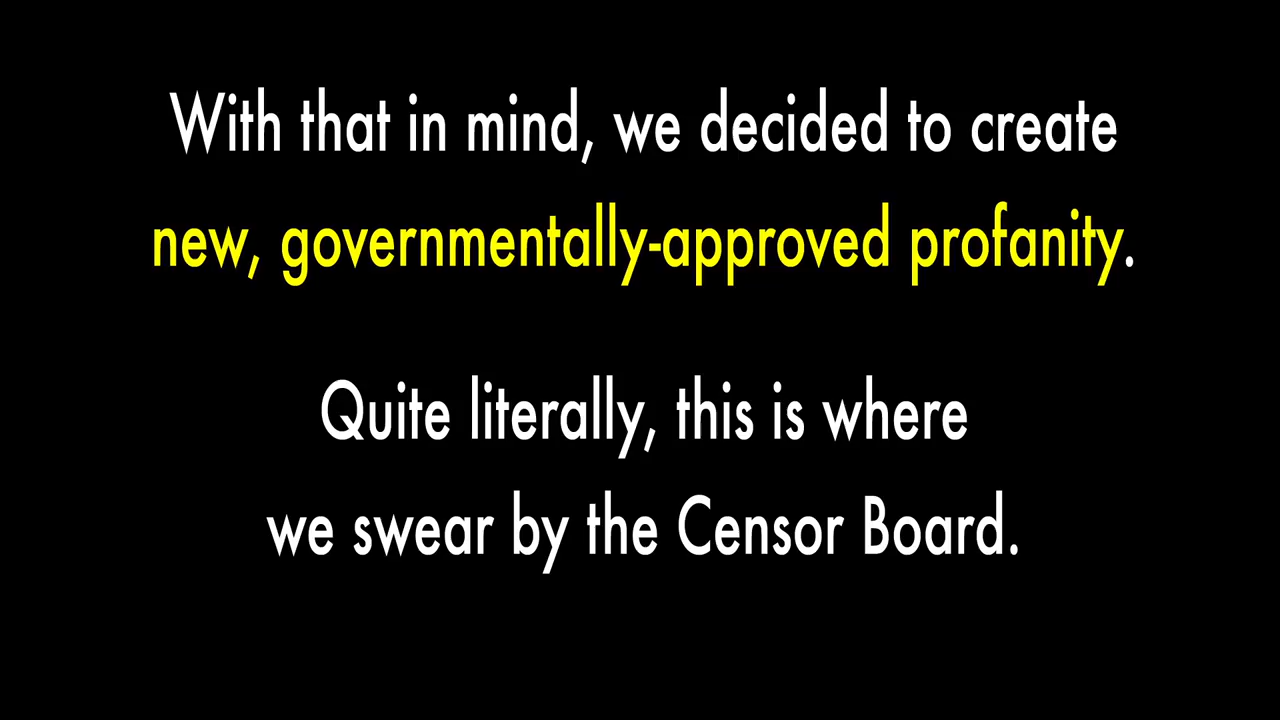 With that in mind, we decided to create
new, governmentally-approved profanity.
Quite literally, this is where
we swear by the Censor Board.